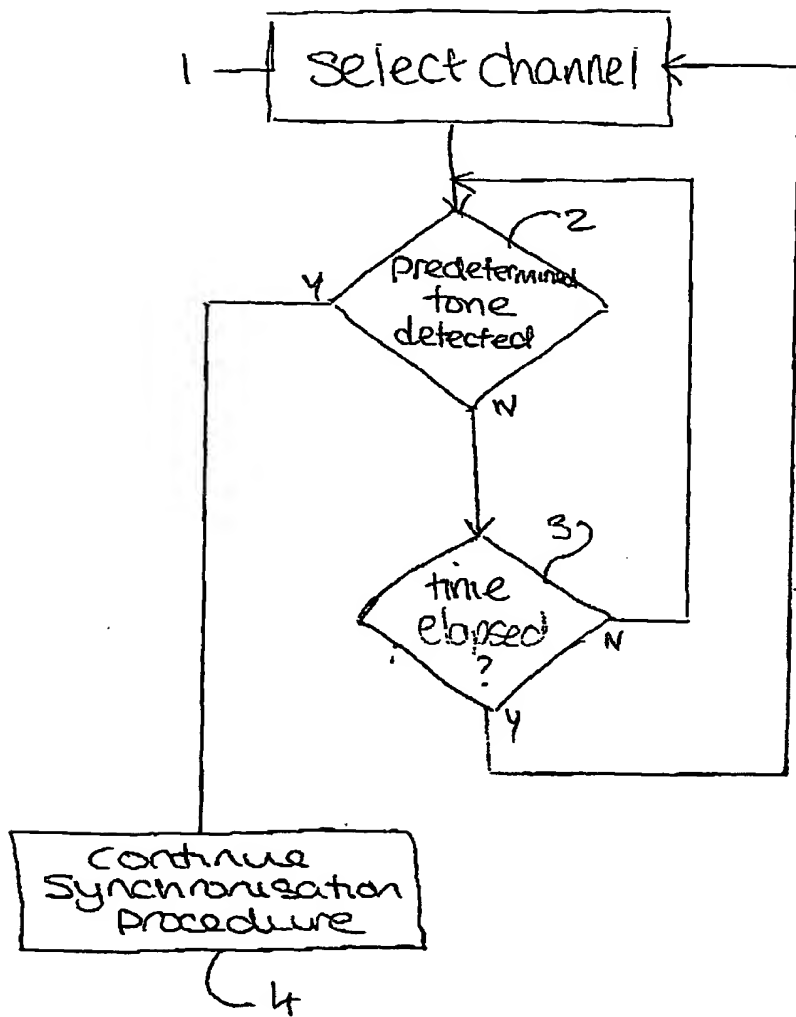 1
select channel
2
Y
predetermined
tone
detected
N
3
time
elapsed
?
N
Y
continue
synchronisation
procedure
4